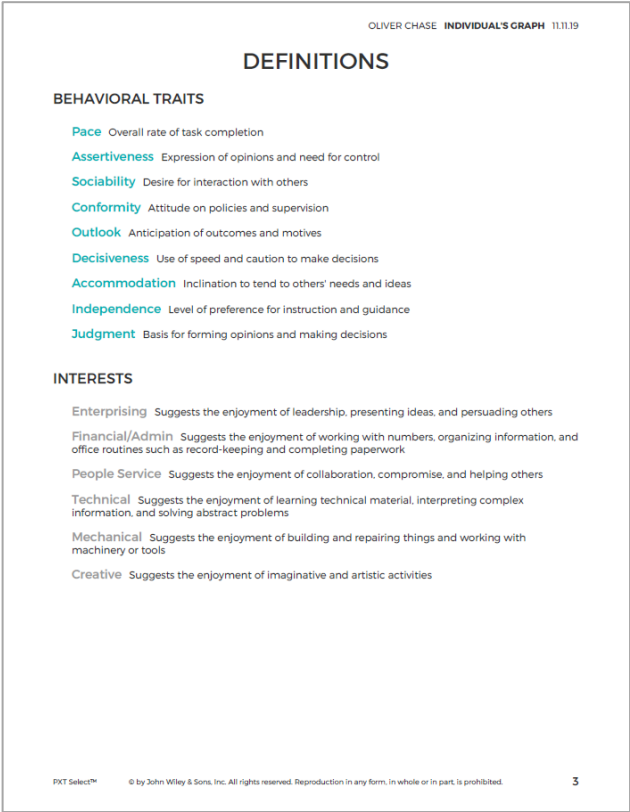 OLIVER CHASE INDIVIDUAL'S GRAPH 11.11.19
DEFINITIONS
BEHAVIORAL TRAITS
Pace Overall rate of task completion
Assertiveness Expression of opinions and need for control
Sociability Desire for interaction with others
Conformity Attitude on policies and supervision
Outlook Anticipation of outcomes and motives
Decisiveness Use of speed and caution to make decisions
Accommodation Inclination to tend to others' needs and ideas
Independence Level of preference for instruction and guidance
Judgment Basis for forming opinions and making decisions
INTERESTS
Enterprising Suggests the enjoyment of leadership, presenting ideas, and persuading others
Financial/Admin Suggests the enjoyment of working with numbers, organizing information, and
office routines such as record-keeping and completing paperwork
People Service Suggests the enjoyment of collaboration, compromise, and helping others
Technical Suggests the enjoyment of learning technical material, interpreting complex
information, and solving abstract problems
Mechanical Suggests the enjoyment of building and repairing things and working with
machinery or tools
Creative Suggests the enjoyment of imaginative and artistic activities
PXT Select™ © by John Wiley & Sons, Inc. All rights reserved. Reproduction in any form, in whole or in part, is prohibited. 3